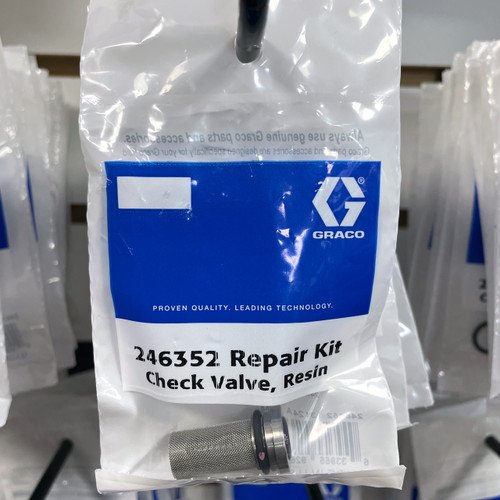 Always use genuine Graco parts and accessories
GRACO
PROVEN QUALITY. LEADING TECHNOLOGY.
246352 Repair Kit
Check Valve, Resin